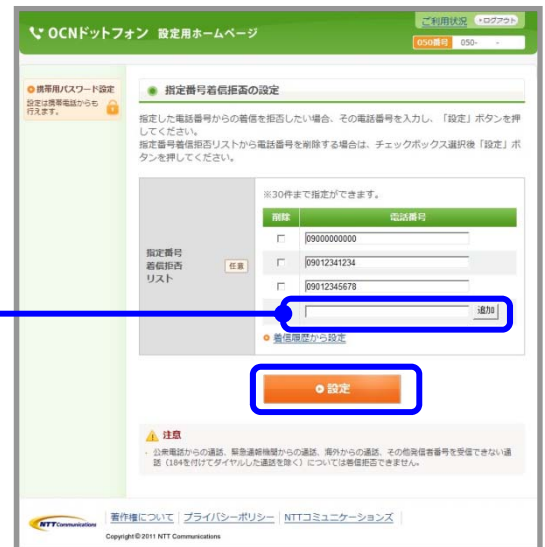 OCNドットフォン 設定用ホームページ
ご利用状況
ログアウト
050番号 050- -
携帯用パスワード設定
設定は携帯電話からも
行えます。
指定番号着信拒否の設定
指定した電話番号からの着信を拒否したい場合、その電話番号を入力し、「設定」ボタンを押
してください。
指定番号着信拒否リストから電話番号を削除する場合は、チェックボックス選択後「設定」ボ
タンを押してください。
※30件まで指定ができます。
削除 電話番号
09000000000
指定番号
着信拒否
リスト
任意
09012341234
09012345678
追加
着信履歴から設定
設定
注意
・ 公衆電話からの通話、緊急通報機関からの通話、海外からの通話、その他発信者番号を受信できない通
話（184を付けてダイヤルした通話を除く）については着信拒否できません。
NTT Communications
著作権について プライバシーポリシー NTTコミュニケーションズ
Copyright © 2011 NTT Communications